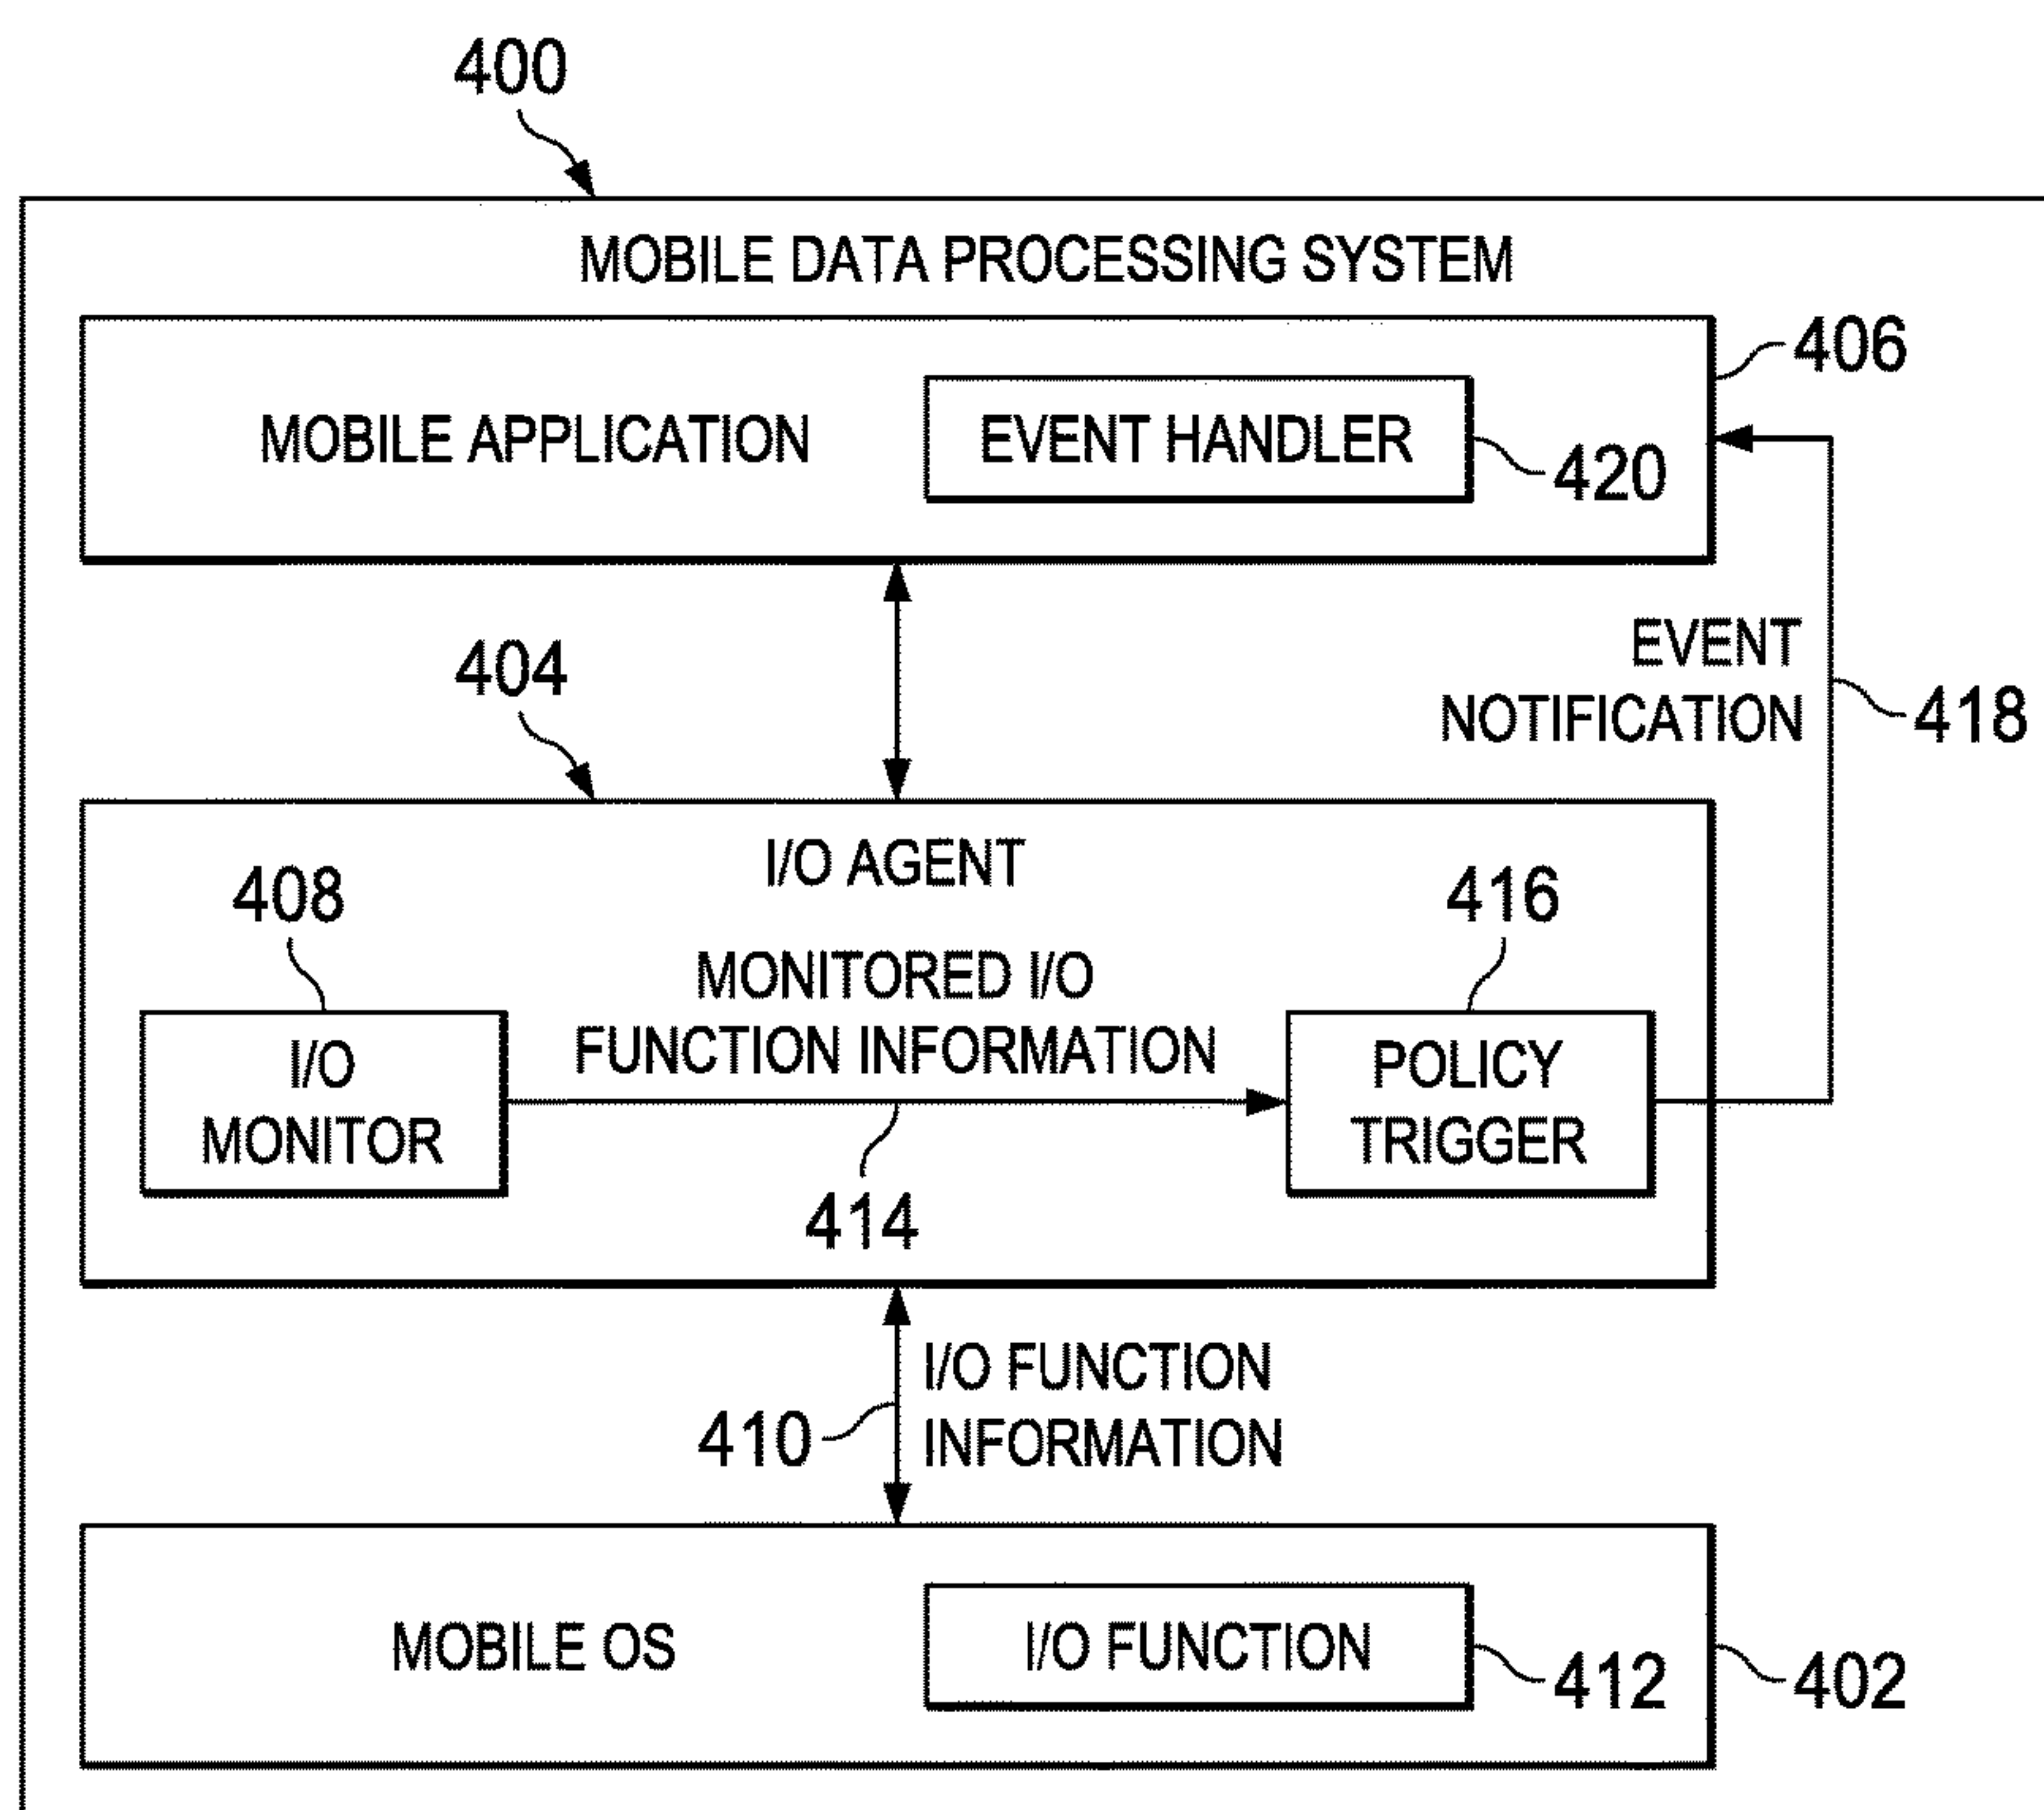 400
MOBILE DATA PROCESSING SYSTEM
406
MOBILE APPLICATION
EVENT HANDLER
420
404
EVENT
NOTIFICATION
418
I/O AGENT
408
416
MONITORED I/O
FUNCTION INFORMATION
I/O
MONITOR
POLICY
TRIGGER
414
I/O FUNCTION
INFORMATION
410
MOBILE OS
I/O FUNCTION
412
402